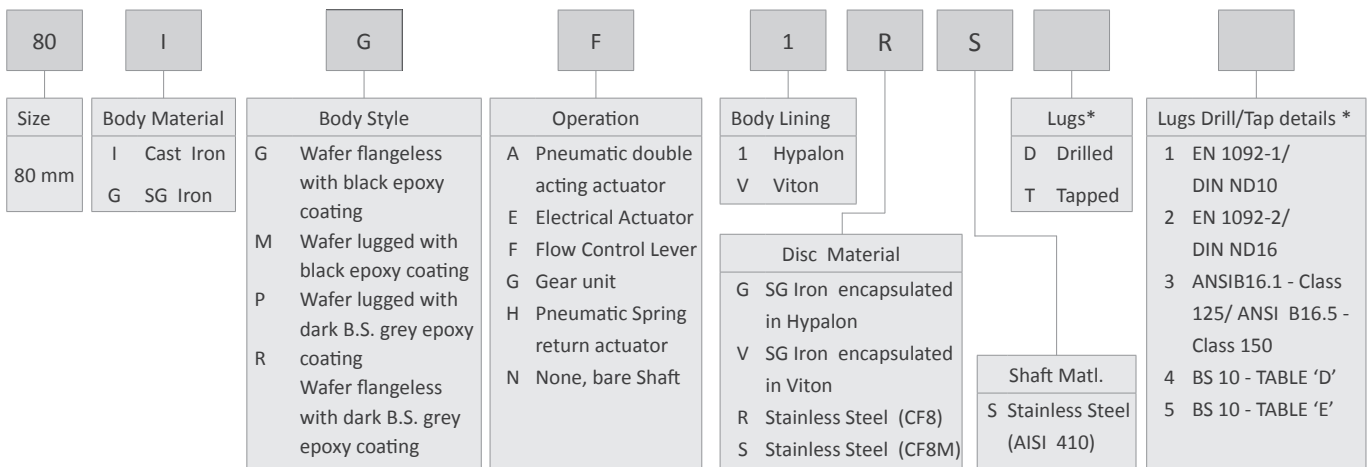 80 I G F 1 R S
Size
80 mm
Body Material
I Cast Iron
G SG Iron
Body Style
G Wafer flangeless
with black epoxy
coating
M Wafer lugged with
black epoxy coating
P Wafer lugged with
dark B.S. grey epoxy
R coating
Wafer flangeless
with dark B.S. grey
epoxy coating
Operation
A Pneumatic double
acting actuator
E Electrical Actuator
F Flow Control Lever
G Gear unit
H Pneumatic Spring
return actuator
N None, bare Shaft
Body Lining
1 Hypalon
V Viton
Disc Material
G SG Iron encapsulated
in Hypalon
V SG Iron encapsulated
in Viton
R Stainless Steel (CF8)
S Stainless Steel (CF8M)
Shaft Matl.
S Stainless Steel
(AISI 410)
Lugs*
D Drilled
T Tapped
Lugs Drill/Tap details *
1 EN 1092-1/
DIN ND10
2 EN 1092-2/
DIN ND16
3 ANSIB16.1 - Class
125/ ANSI B16.5 -
Class 150
4 BS 10 - TABLE ‘D’
5 BS 10 - TABLE ‘E’